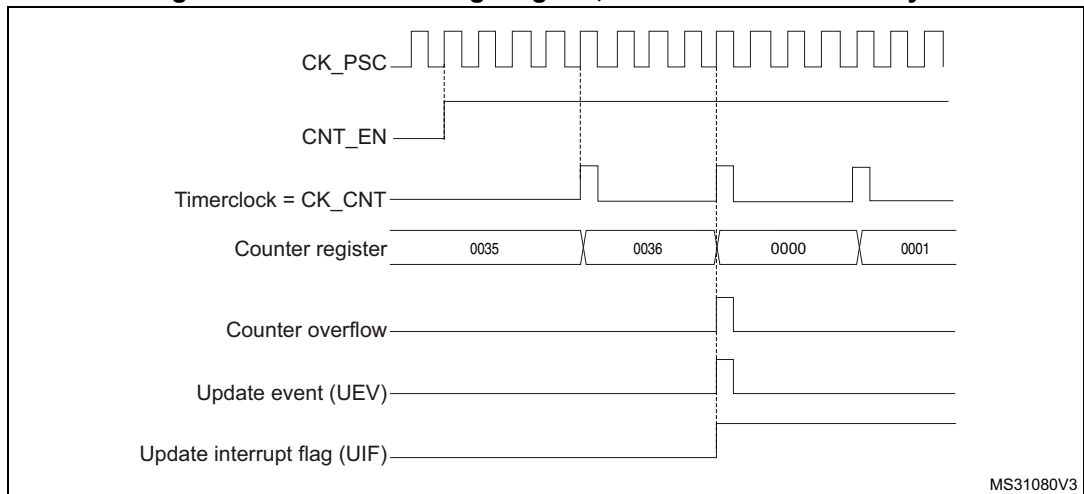 CK_PSC
CNT_EN
Timerclock = CK_CNT
Counter register 0035 0036 0000 0001
Counter overflow
Update event (UEV)
Update interrupt flag (UIF)
MS31080V3